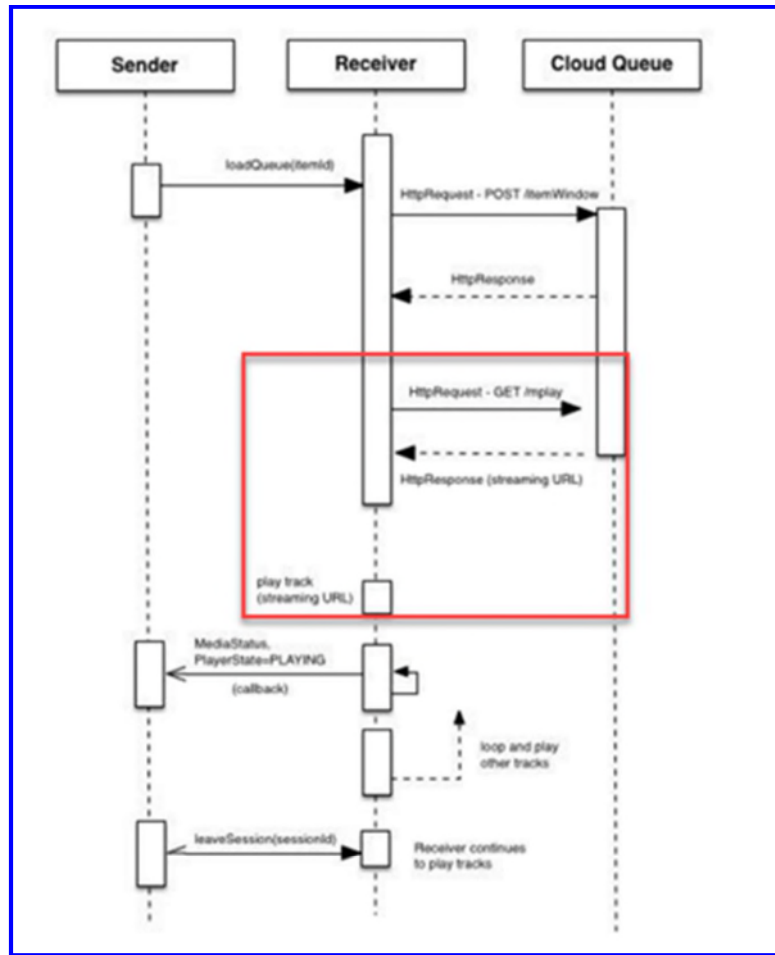 Sender
Receiver
Cloud Queue
loadQueue(itemId)
HttpRequest - POST /itemWindow
HttpResponse
HttpRequest - GET /mplay
HttpResponse (streaming URL)
play track
(streaming URL)
MediaStatus,
PlayerState=PLAYING
(callback)
loop and play
other tracks
leaveSession(sessionId)
Receiver continues
to play tracks